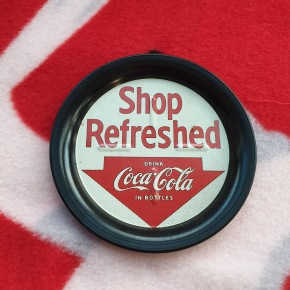 Shop
Refreshed
DRINK
Coca-Cola
IN BOTTLES